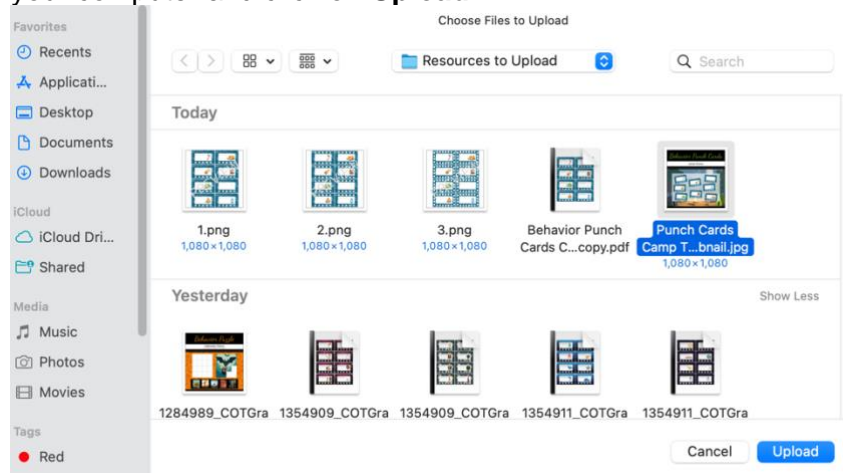 Choose Files to Upload
Favorites
Recents
Applicati...
Desktop
Documents
Downloads
iCloud
iCloud Dri...
Shared
Media
Music
Photos
Movies
Tags
Red
Resources to Upload
Search
Today
1.png
1,080×1,080
2.png
1,080×1,080
3.png
1,080×1,080
Behavior Punch
Cards C...copy.pdf
Punch Cards
Camp T...bnail.jpg
1,080×1,080
Yesterday
Show Less
1284989_COTGra
1354909_COTGra
1354909_COTGra
1354911_COTGra
1354911_COTGra
Cancel
Upload